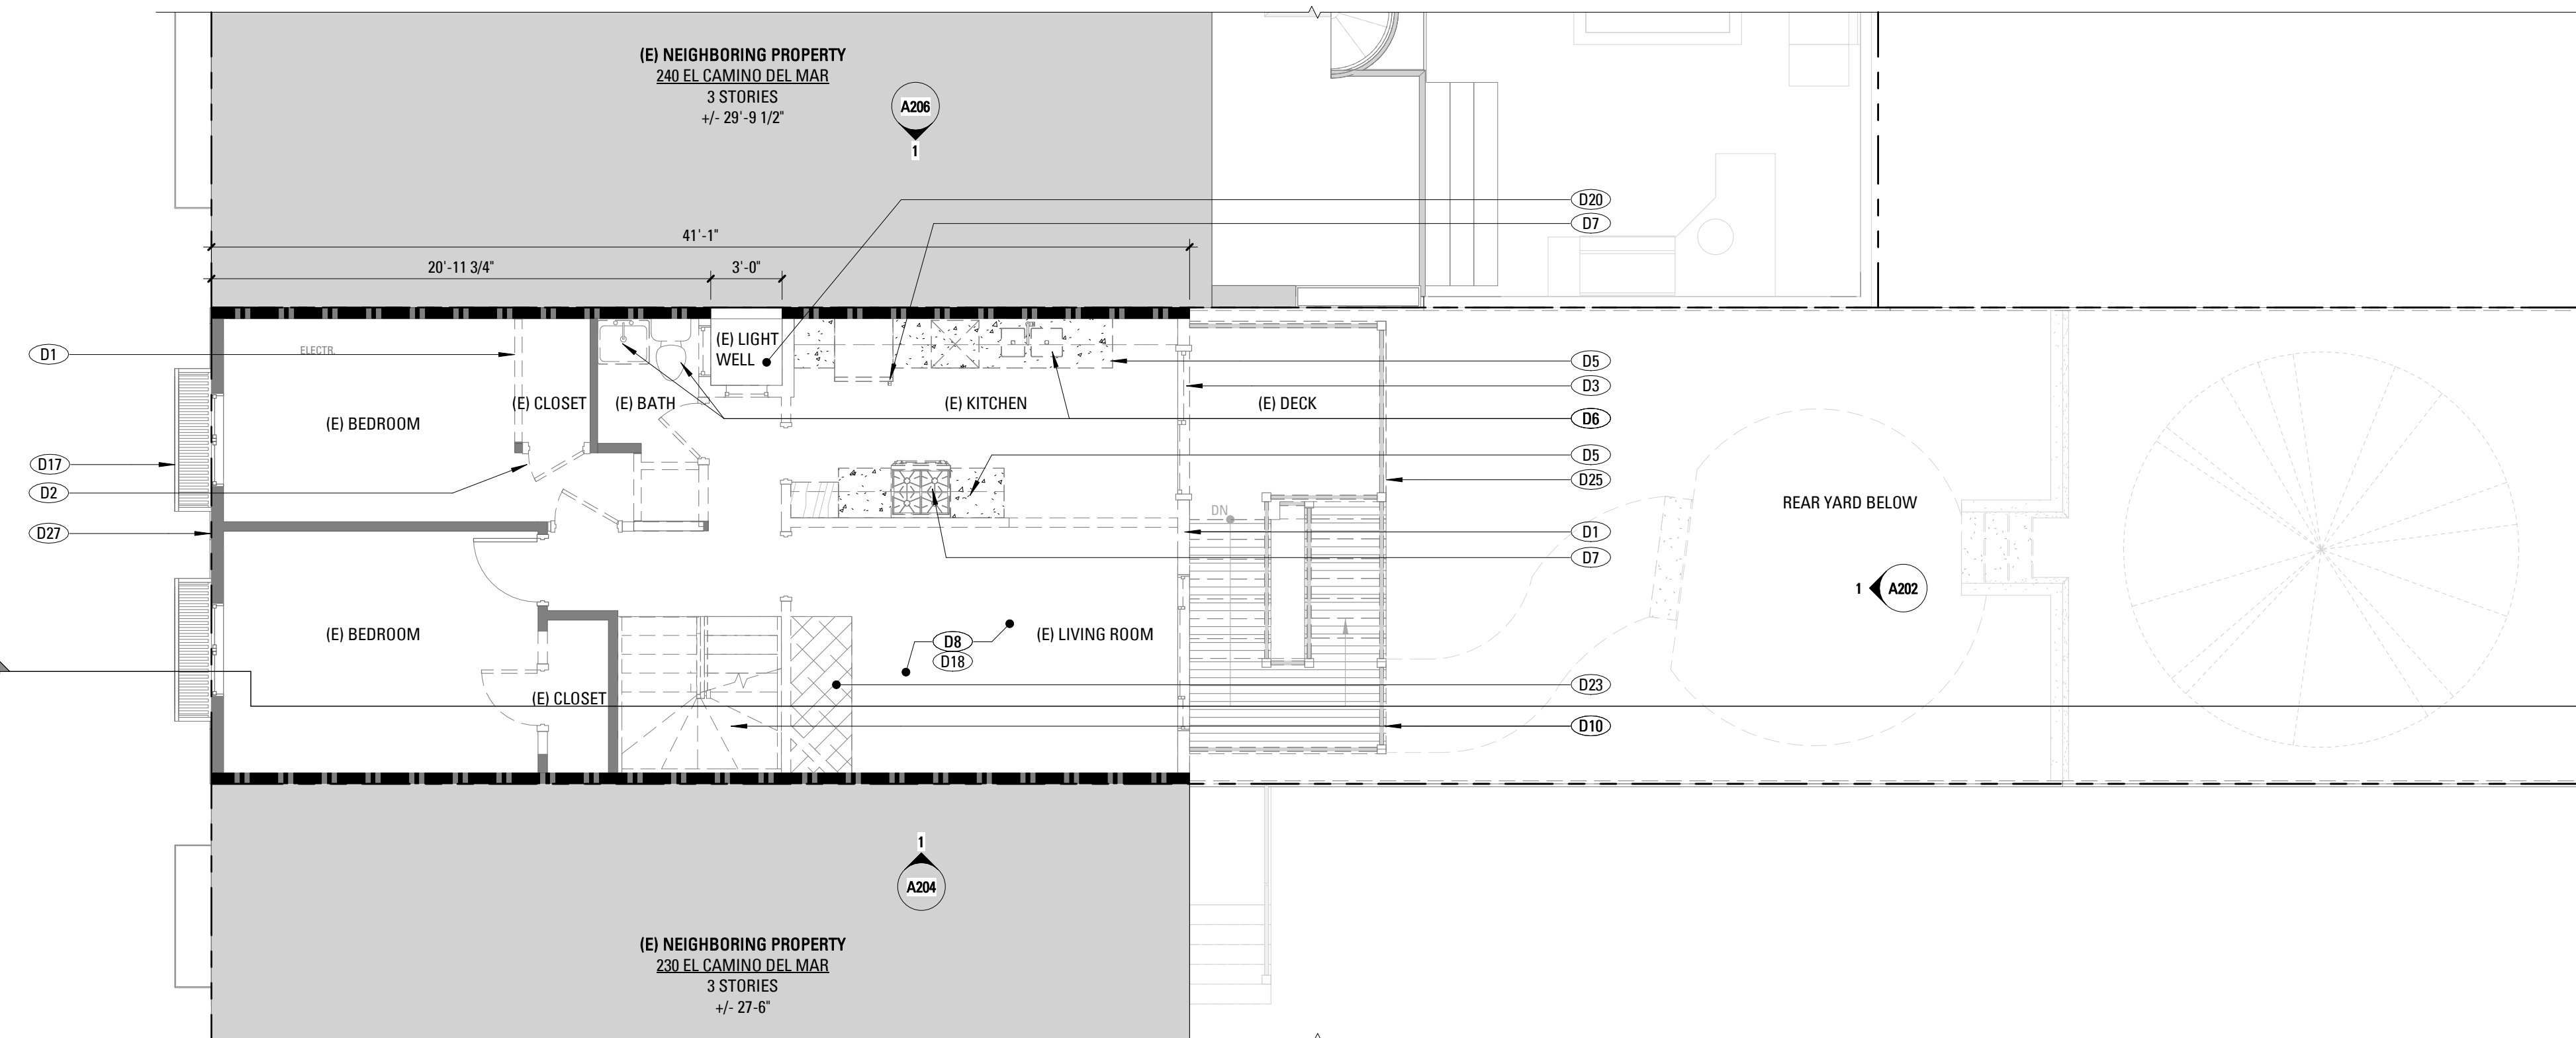 (E) NEIGHBORING PROPERTY
240 EL CAMINO DEL MAR
3 STORIES
+/- 29'-9 1/2"
A206
1
D20
D7
41'-1"
20'-11 3/4"
3'-0"
D1
ELECTR.
(E) LIGHT
WELL
D5
D3
(E) CLOSET
(E) BATH
(E) KITCHEN
(E) DECK
(E) BEDROOM
D6
D17
D5
D2
D25
REAR YARD BELOW
DN
D27
D1
D7
1
A202
(E) BEDROOM
D8
(E) LIVING ROOM
D18
D23
(E) CLOSET
D10
1
A204
(E) NEIGHBORING PROPERTY
230 EL CAMINO DEL MAR
3 STORIES
+/- 27-6"